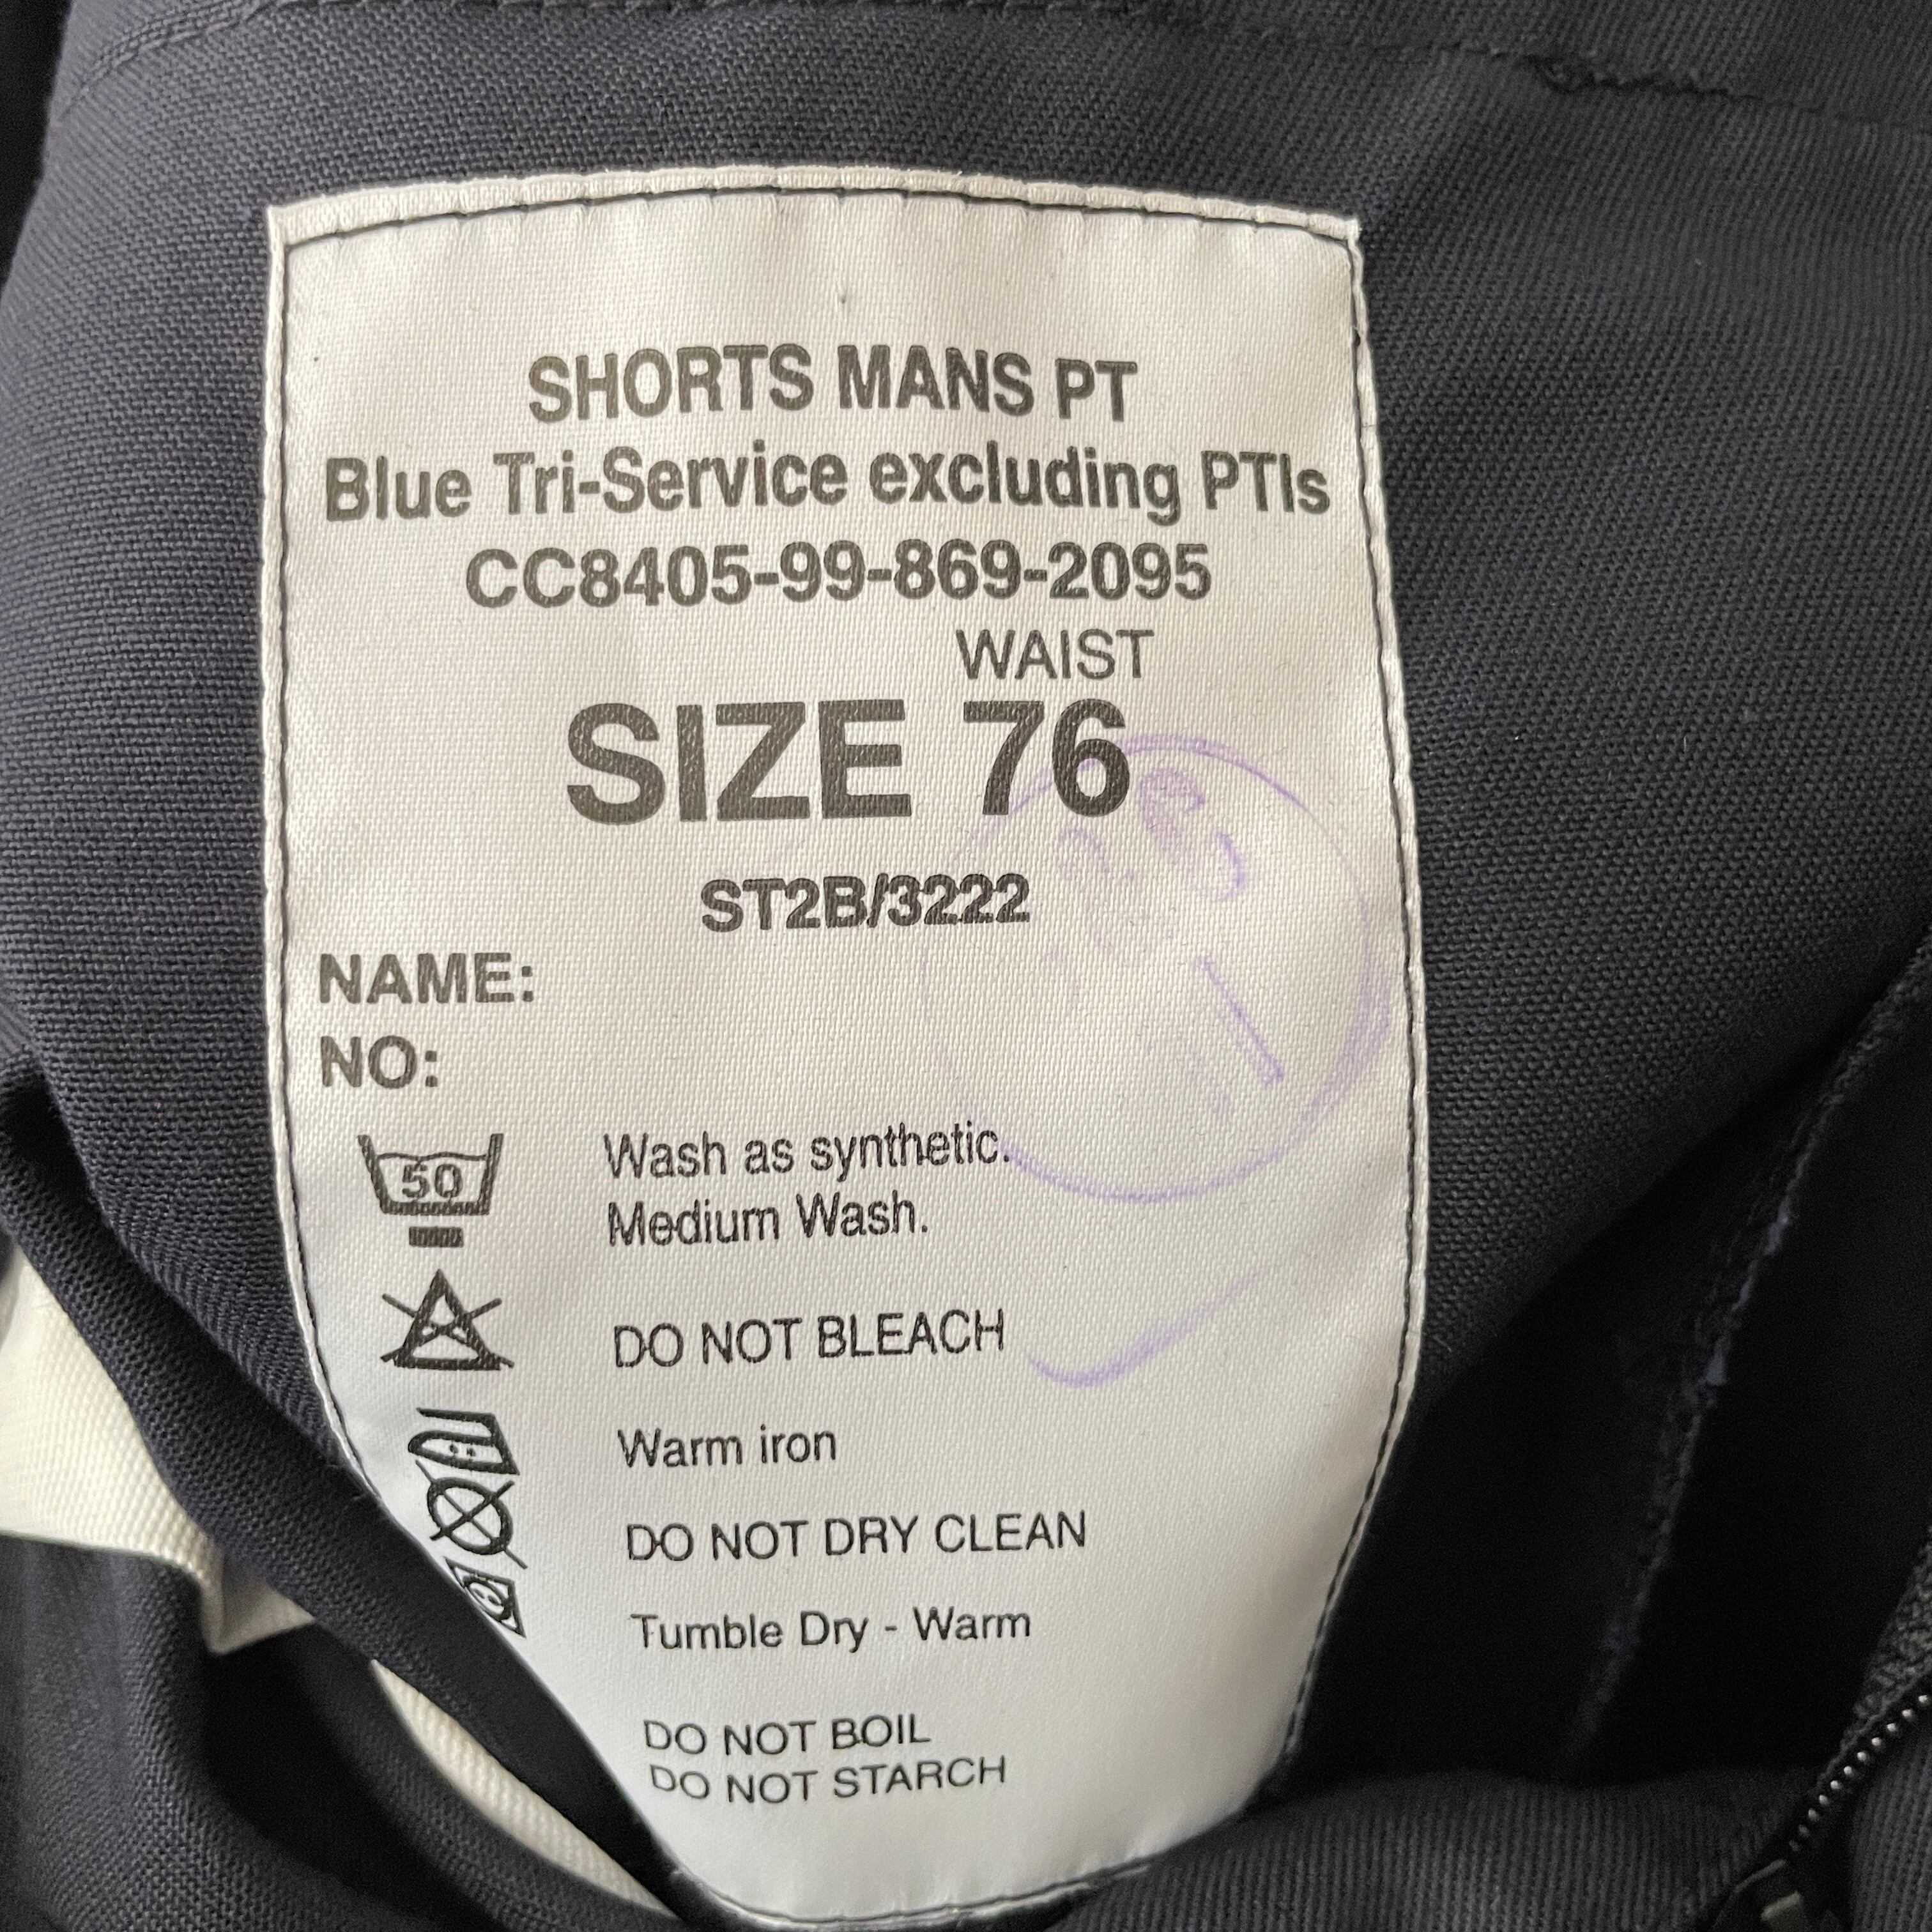 SHORTS MANS PT
Blue Tri-Service excluding PTIs
CC8405-99-869-2095
WAIST
SIZE 76
ST2B/3222
NAME:
NO:
50
Wash as synthetic.
Medium Wash.
DO NOT BLEACH
Warm iron
DO NOT DRY CLEAN
Tumble Dry - Warm
DO NOT BOIL
DO NOT STARCH